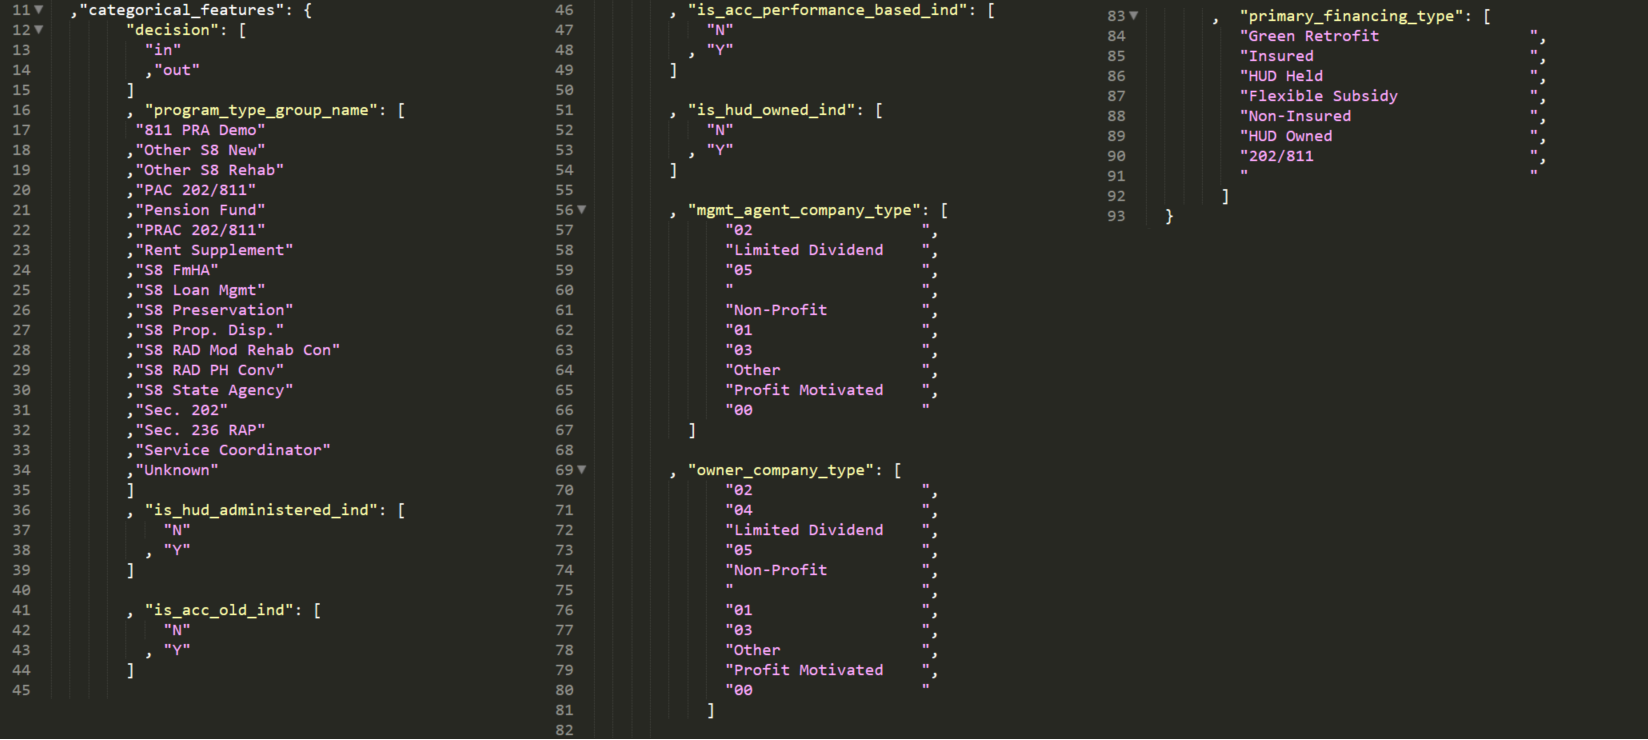 11 ,"categorical_features": {
12 "decision": [
13 "in"
14 ,"out"
15 ]
16 , "program_type_group_name": [
17 ,"811 PRA Demo"
18 ,"Other S8 New"
19 ,"Other S8 Rehab"
20 ,"PAC 202/811"
21 ,"Pension Fund"
22 ,"PRAC 202/811"
23 ,"Rent Supplement"
24 ,"S8 FmHA"
25 ,"S8 Loan Mgmt"
26 ,"S8 Preservation"
27 ,"S8 Prop. Disp."
28 ,"S8 RAD Mod Rehab Con"
29 ,"S8 RAD PH Conv"
30 ,"S8 State Agency"
31 ,"Sec. 202"
32 ,"Sec. 236 RAP"
33 ,"Service Coordinator"
34 ,"Unknown"
35 ]
36 , "is_hud_administered_ind": [
37 "N"
38 , "Y"
39 ]
40
41 , "is_acc_old_ind": [
42 "N"
43 , "Y"
44 ]
45
46 , "is_acc_performance_based_ind": [
47 "N"
48 , "Y"
49 ]
50
51 , "is_hud_owned_ind": [
52 "N"
53 , "Y"
54 ]
55
56 , "mgmt_agent_company_type": [
57 "02                  ",
58 "Limited Dividend    ",
59 "05                  ",
60 "                    ",
61 "Non-Profit          ",
62 "01                  ",
63 "03                  ",
64 "Other               ",
65 "Profit Motivated    ",
66 "00                  "
67 ]
68
69 , "owner_company_type": [
70 "02                  ",
71 "04                  ",
72 "Limited Dividend    ",
73 "05                  ",
74 "Non-Profit          ",
75 "                    ",
76 "01                  ",
77 "03                  ",
78 "Other               ",
79 "Profit Motivated    ",
80 "00                  "
81 ]
82
83 , "primary_financing_type": [
84 "Green Retrofit                ",
85 "Insured                       ",
86 "HUD Held                      ",
87 "Flexible Subsidy              ",
88 "Non-Insured                   ",
89 "HUD Owned                     ",
90 "202/811                       ",
91 "                              "
92 ]
93 }